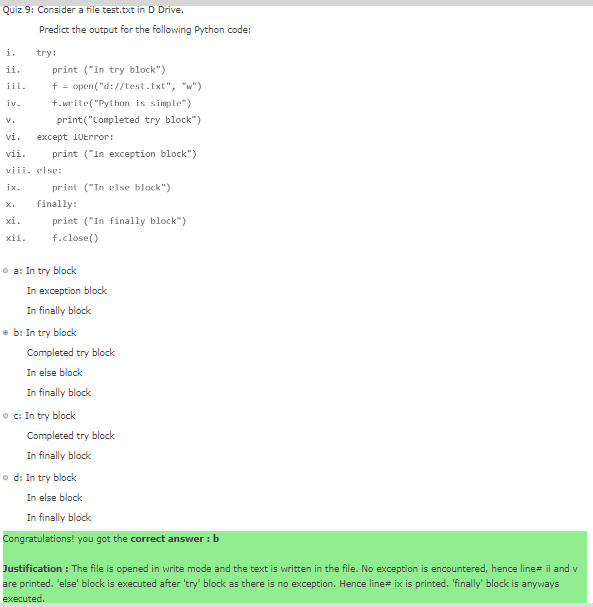 Quiz 9: Consider a file test.txt in D Drive.
Predict the output for the following Python code:
i. try:
ii. print ("In try block")
iii. f = open("d://test.txt", "w")
iv. f.write("Python is simple")
v. print("Completed try block")
vi. except IOError:
vii. print ("In exception block")
viii. else:
ix. print ("In else block")
x. finally:
xi. print ("In finally block")
xii. f.close()
a: In try block
In exception block
In finally block
b: In try block
Completed try block
In else block
In finally block
c: In try block
Completed try block
In finally block
d: In try block
In else block
In finally block
Congratulations! you got the correct answer : b
Justification : The file is opened in write mode and the text is written in the file. No exception is encountered, hence line# ii and v
are printed. 'else' block is executed after 'try' block as there is no exception. Hence line# ix is printed. 'finally' block is anyways
executed.